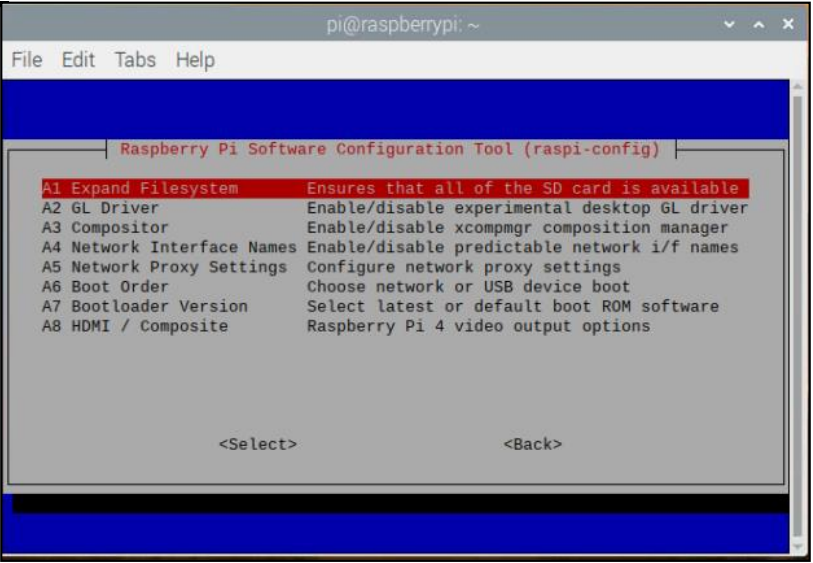 pi@raspberrypi: ~
File Edit Tabs Help
Raspberry Pi Software Configuration Tool (raspi-config)
A1 Expand Filesystem Ensures that all of the SD card is available
A2 GL Driver Enable/disable experimental desktop GL driver
A3 Compositor Enable/disable xcompmgr composition manager
A4 Network Interface Names Enable/disable predictable network i/f names
A5 Network Proxy Settings Configure network proxy settings
A6 Boot Order Choose network or USB device boot
A7 Bootloader Version Select latest or default boot ROM software
A8 HDMI / Composite Raspberry Pi 4 video output options
<Select> <Back>